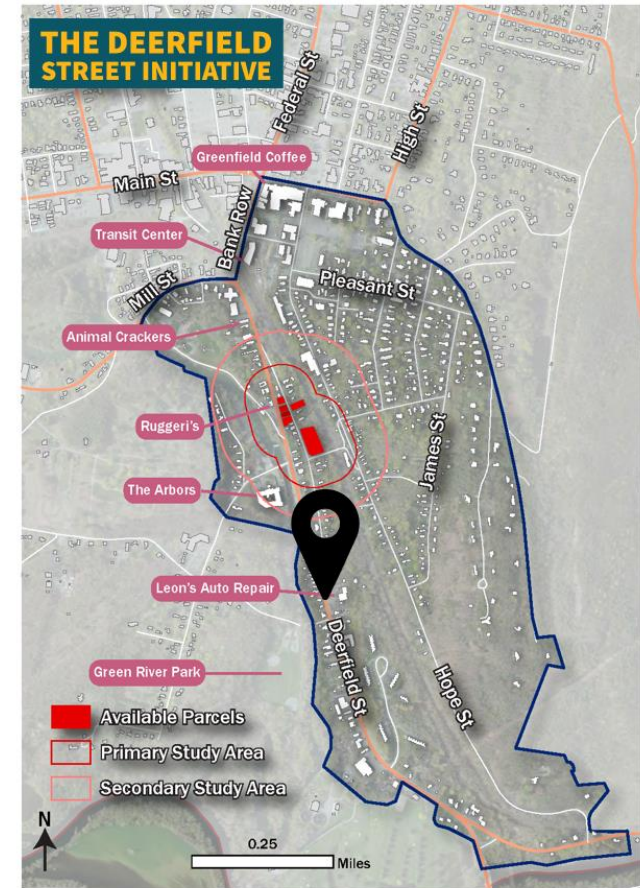 THE DEERFIELD
STREET INITIATIVE
Federal St
High St
Greenfield Coffee
Main St
Bank Row
Transit Center
Pleasant St
Mill St
Animal Crackers
Ruggeri's
James St
The Arbors
Leon's Auto Repair
Deerfield St
Green River Park
Hope St
Available Parcels
Primary Study Area
Secondary Study Area
N
0.25
Miles